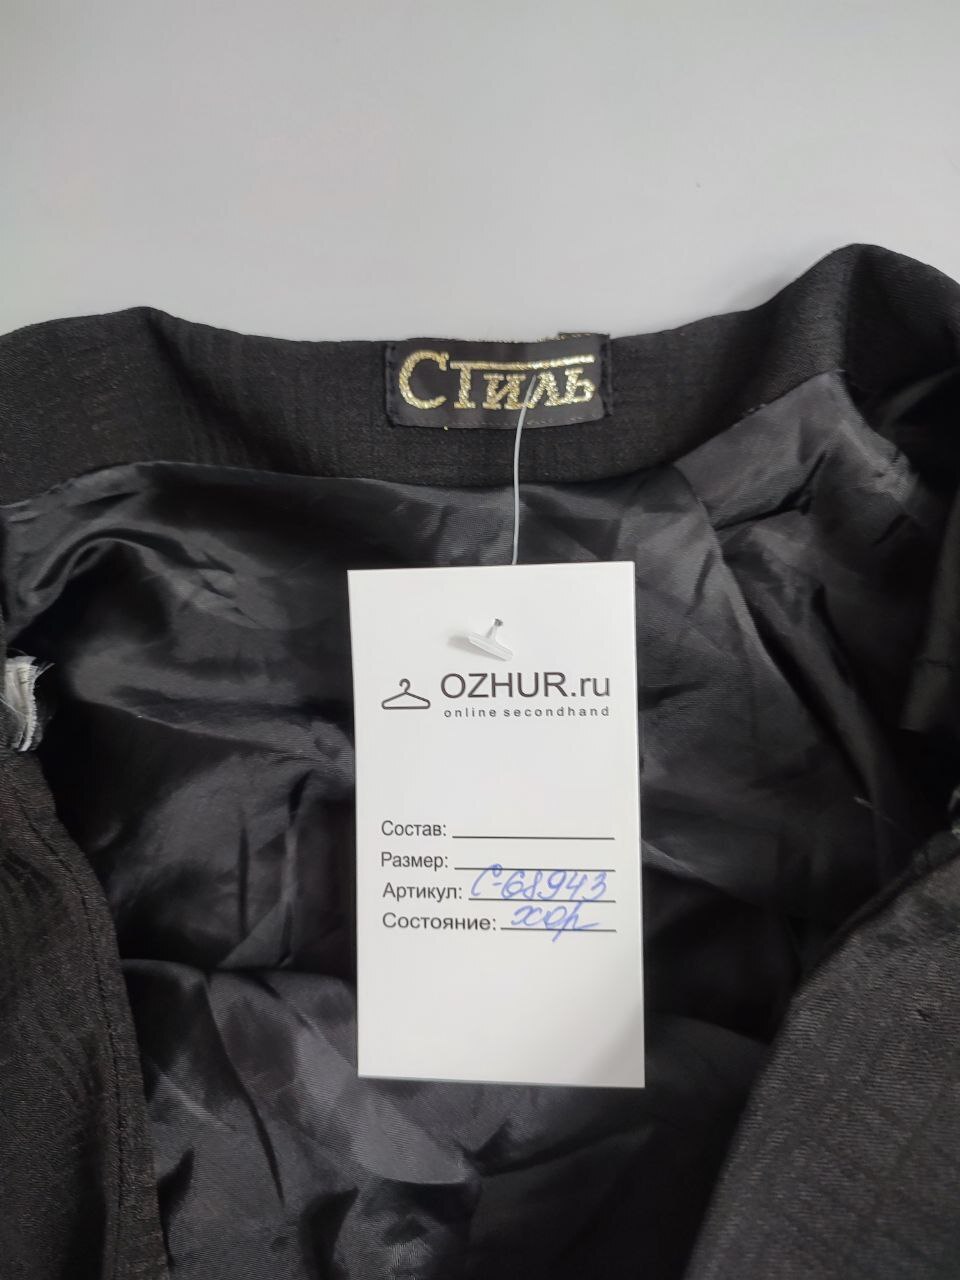 Стиль
OZHUR.ru
online secondhand
Состав:
Размер:
Артикул: С-68943
Состояние: хор